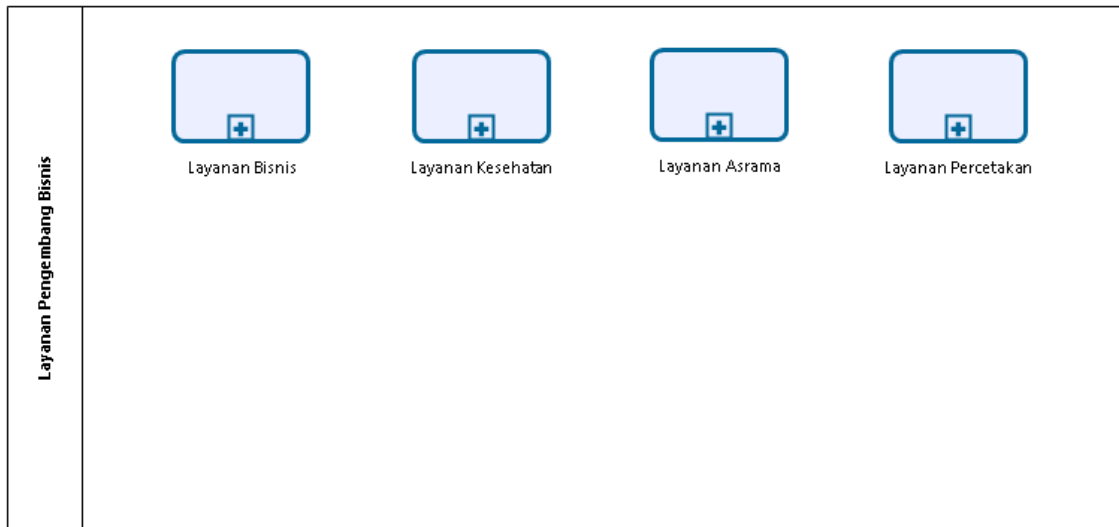 Layanan Pengembang Bisnis
Layanan Bisnis
Layanan Kesehatan
Layanan Asrama
Layanan Percetakan